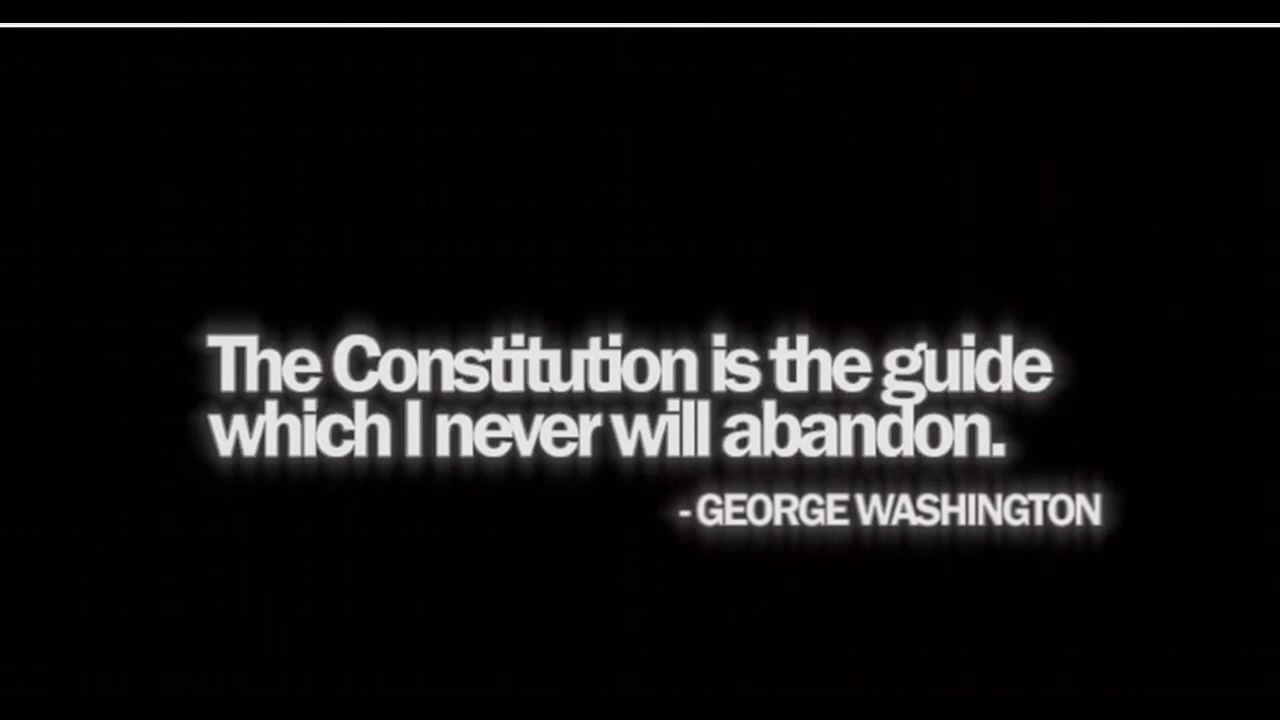 The Constitution is the guide
which I never will abandon.
- GEORGE WASHINGTON